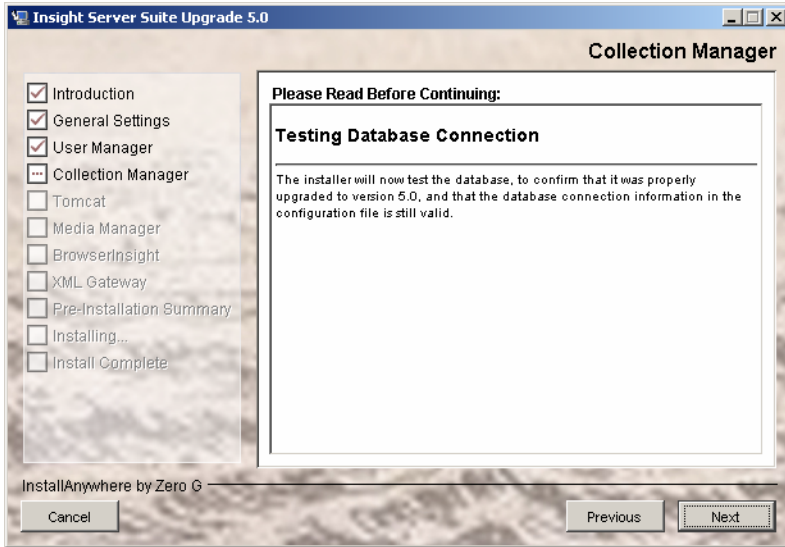 Insight Server Suite Upgrade 5.0
Collection Manager
Introduction
General Settings
User Manager
Collection Manager
Tomcat
Media Manager
BrowserInsight
XML Gateway
Pre-Installation Summary
Installing...
Install Complete
Please Read Before Continuing:
Testing Database Connection
The installer will now test the database, to confirm that it was properly
upgraded to version 5.0, and that the database connection information in the
configuration file is still valid.
InstallAnywhere by Zero G
Cancel
Previous
Next